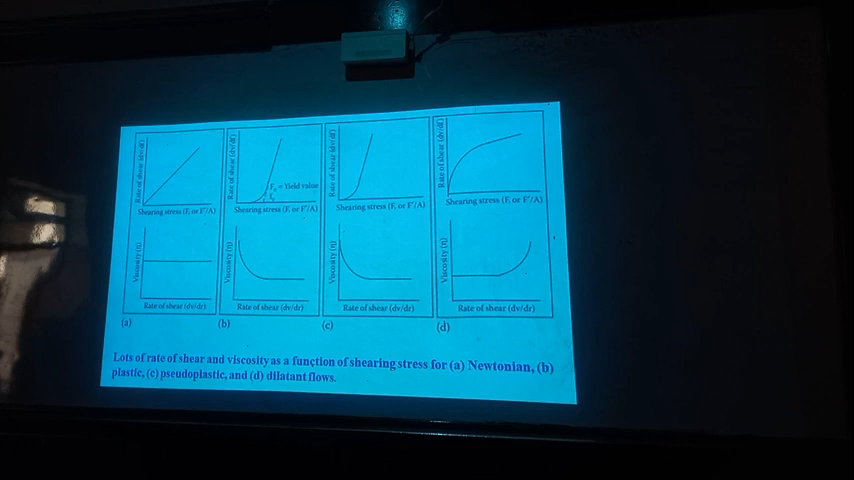 Rate of shear (dv/dr)
Shearing stress (F, or F'/A)
Rate of shear (dv/dr)
= Yield value
Shearing stress (F, or F'/A)
Rate of shear (dv/dr)
Shearing stress (F, or F'/A)
Rate of shear (dv/dr)
Shearing stress (F, or F'/A)
Viscosity (η)
Rate of shear (dv/dr)
Viscosity (η)
Rate of shear (dv/dr)
Viscosity (η)
Rate of shear (dv/dr)
Viscosity (η)
Rate of shear (dv/dr)
(a)
(b)
(c)
(d)
Lots of rate of shear and viscosity as a function of shearing stress for (a) Newtonian, (b)
plastic, (c) pseudoplastic, and (d) dilatant flows.